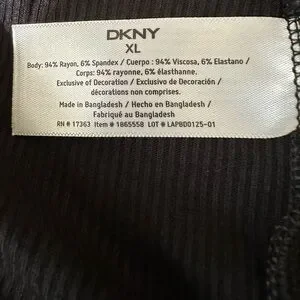 DKNY
XL
Body: 94% Rayon, 6% Spandex / Cuerpo : 94% Viscosa, 6% Elastano /
Corps: 94% rayonne, 6% élasthanne.
Exclusive of Decoration / Exclusivo de Decoración /
décorations non comprises.
Made in Bangladesh / Hecho en Bangladesh /
Fabriqué au Bangladesh
RN # 17363 Item # 1865558 LOT # LAPBD0125-01